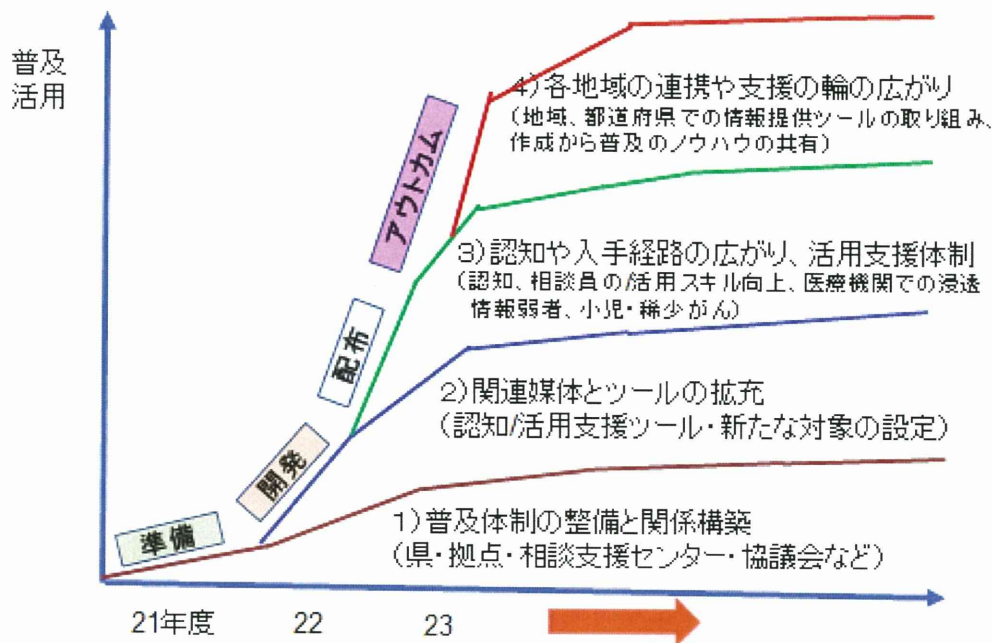 普及
活用
4)各地域の連携や支援の輪の広がり
(地域、都道府県での情報提供ツールの取り組み、
作成から普及のノウハウの共有)
アウトカム
3)認知や入手経路の広がり、活用支援体制
(認知、相談員の/活用スキル向上、医療機関での浸透
情報弱者、小児・稀少がん)
配布
2)関連媒体とツールの拡充
(認知/活用支援ツール・新たな対象の設定)
開発
準備
1)普及体制の整備と関係構築
(県・拠点・相談支援センター・協議会など)
21年度 22 23